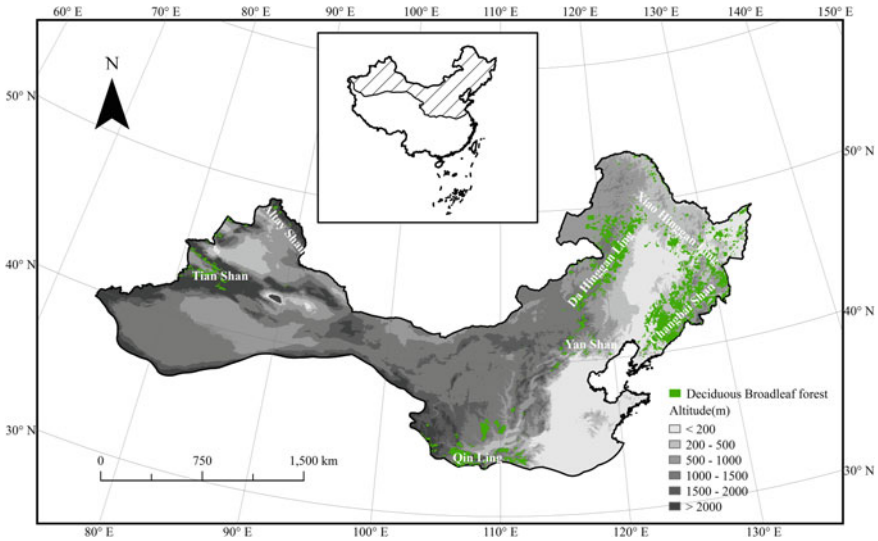 60° E 70° E 80° E 90° E 100° E 110° E 120° E 130° E 140° E 150° E
N
50° N
50° N
Altay Shan
Xiao Hinggan Ling
40° N
Tian Shan
Da Hinggan Ling
Changbai Shan
40° N
Yan Shan
Deciduous Broadleaf forest
Altitude(m)
< 200
200 - 500
500 - 1000
1000 - 1500
1500 - 2000
> 2000
30° N
Qin Ling
0 750 1,500 km
30° N
80° E 90° E 100° E 110° E 120° E 130° E